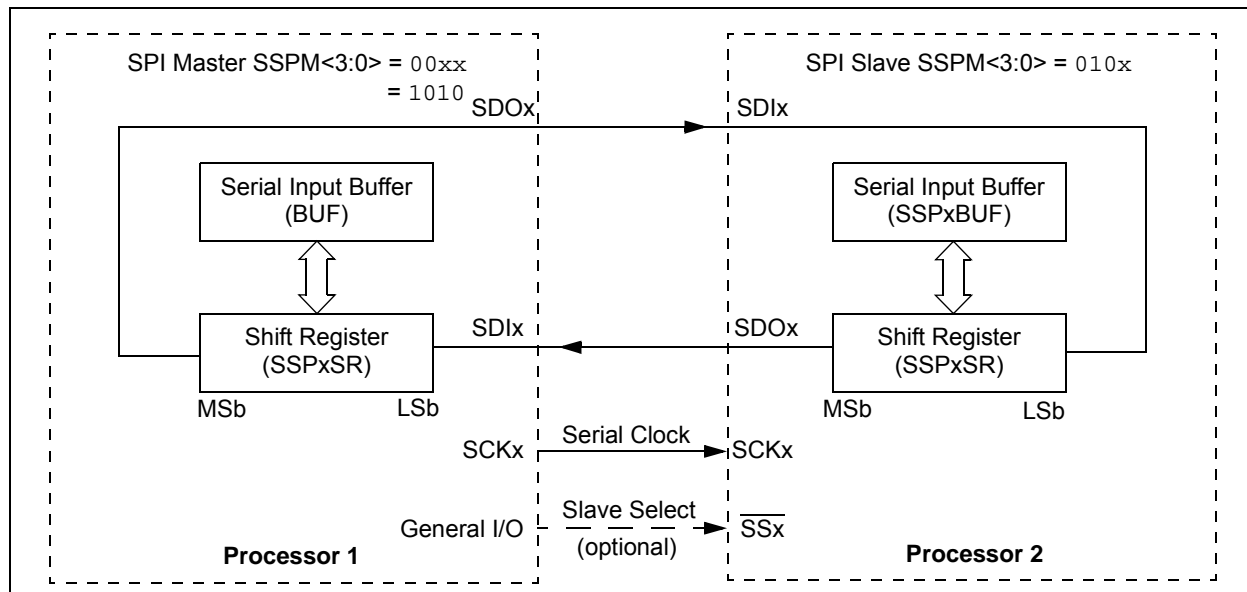 SPI Master SSPM<3:0> = 00xx
= 1010
SDOx
Serial Input Buffer
(BUF)
Shift Register
(SSPxSR)
MSb
LSb
SDIx
SCKx
General I/O
Processor 1
Serial Clock
Slave Select
(optional)
SPI Slave SSPM<3:0> = 010x
SDIx
Serial Input Buffer
(SSPxBUF)
SDOx
Shift Register
(SSPxSR)
MSb
LSb
SCKx
SSx
Processor 2